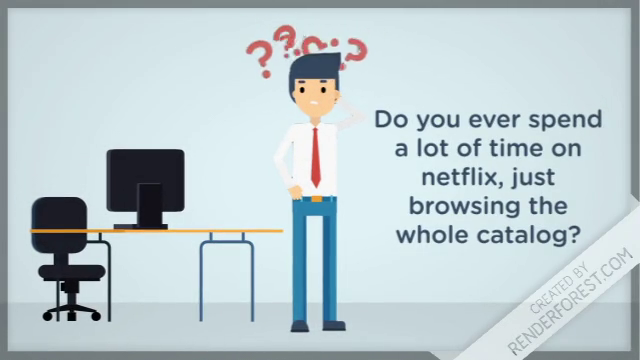 Do you ever spend
a lot of time on
netflix, just
browsing the
whole catalog?
CREATED BY
RENDERFOREST.COM